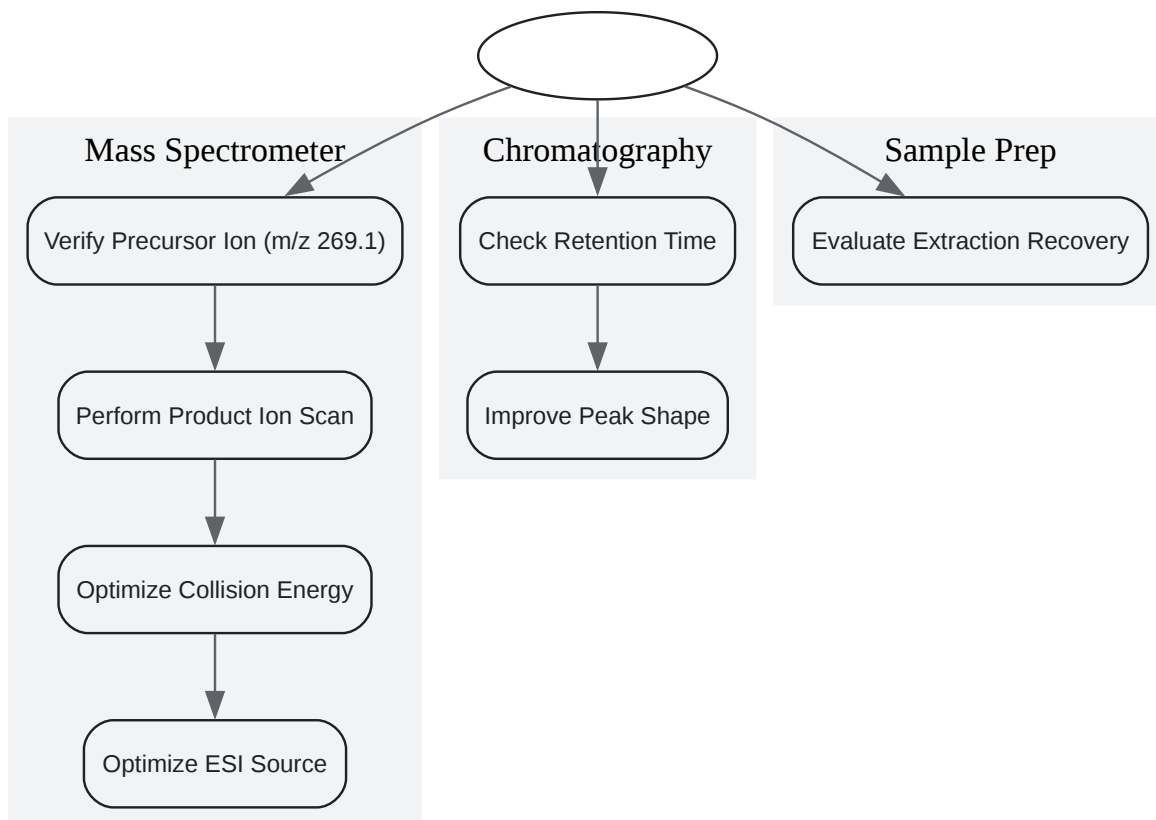 Mass Spectrometer
Verify Precursor Ion (m/z 269.1)
Perform Product Ion Scan
Optimize Collision Energy
Optimize ESI Source
Chromatography
Check Retention Time
Improve Peak Shape
Sample Prep
Evaluate Extraction Recovery